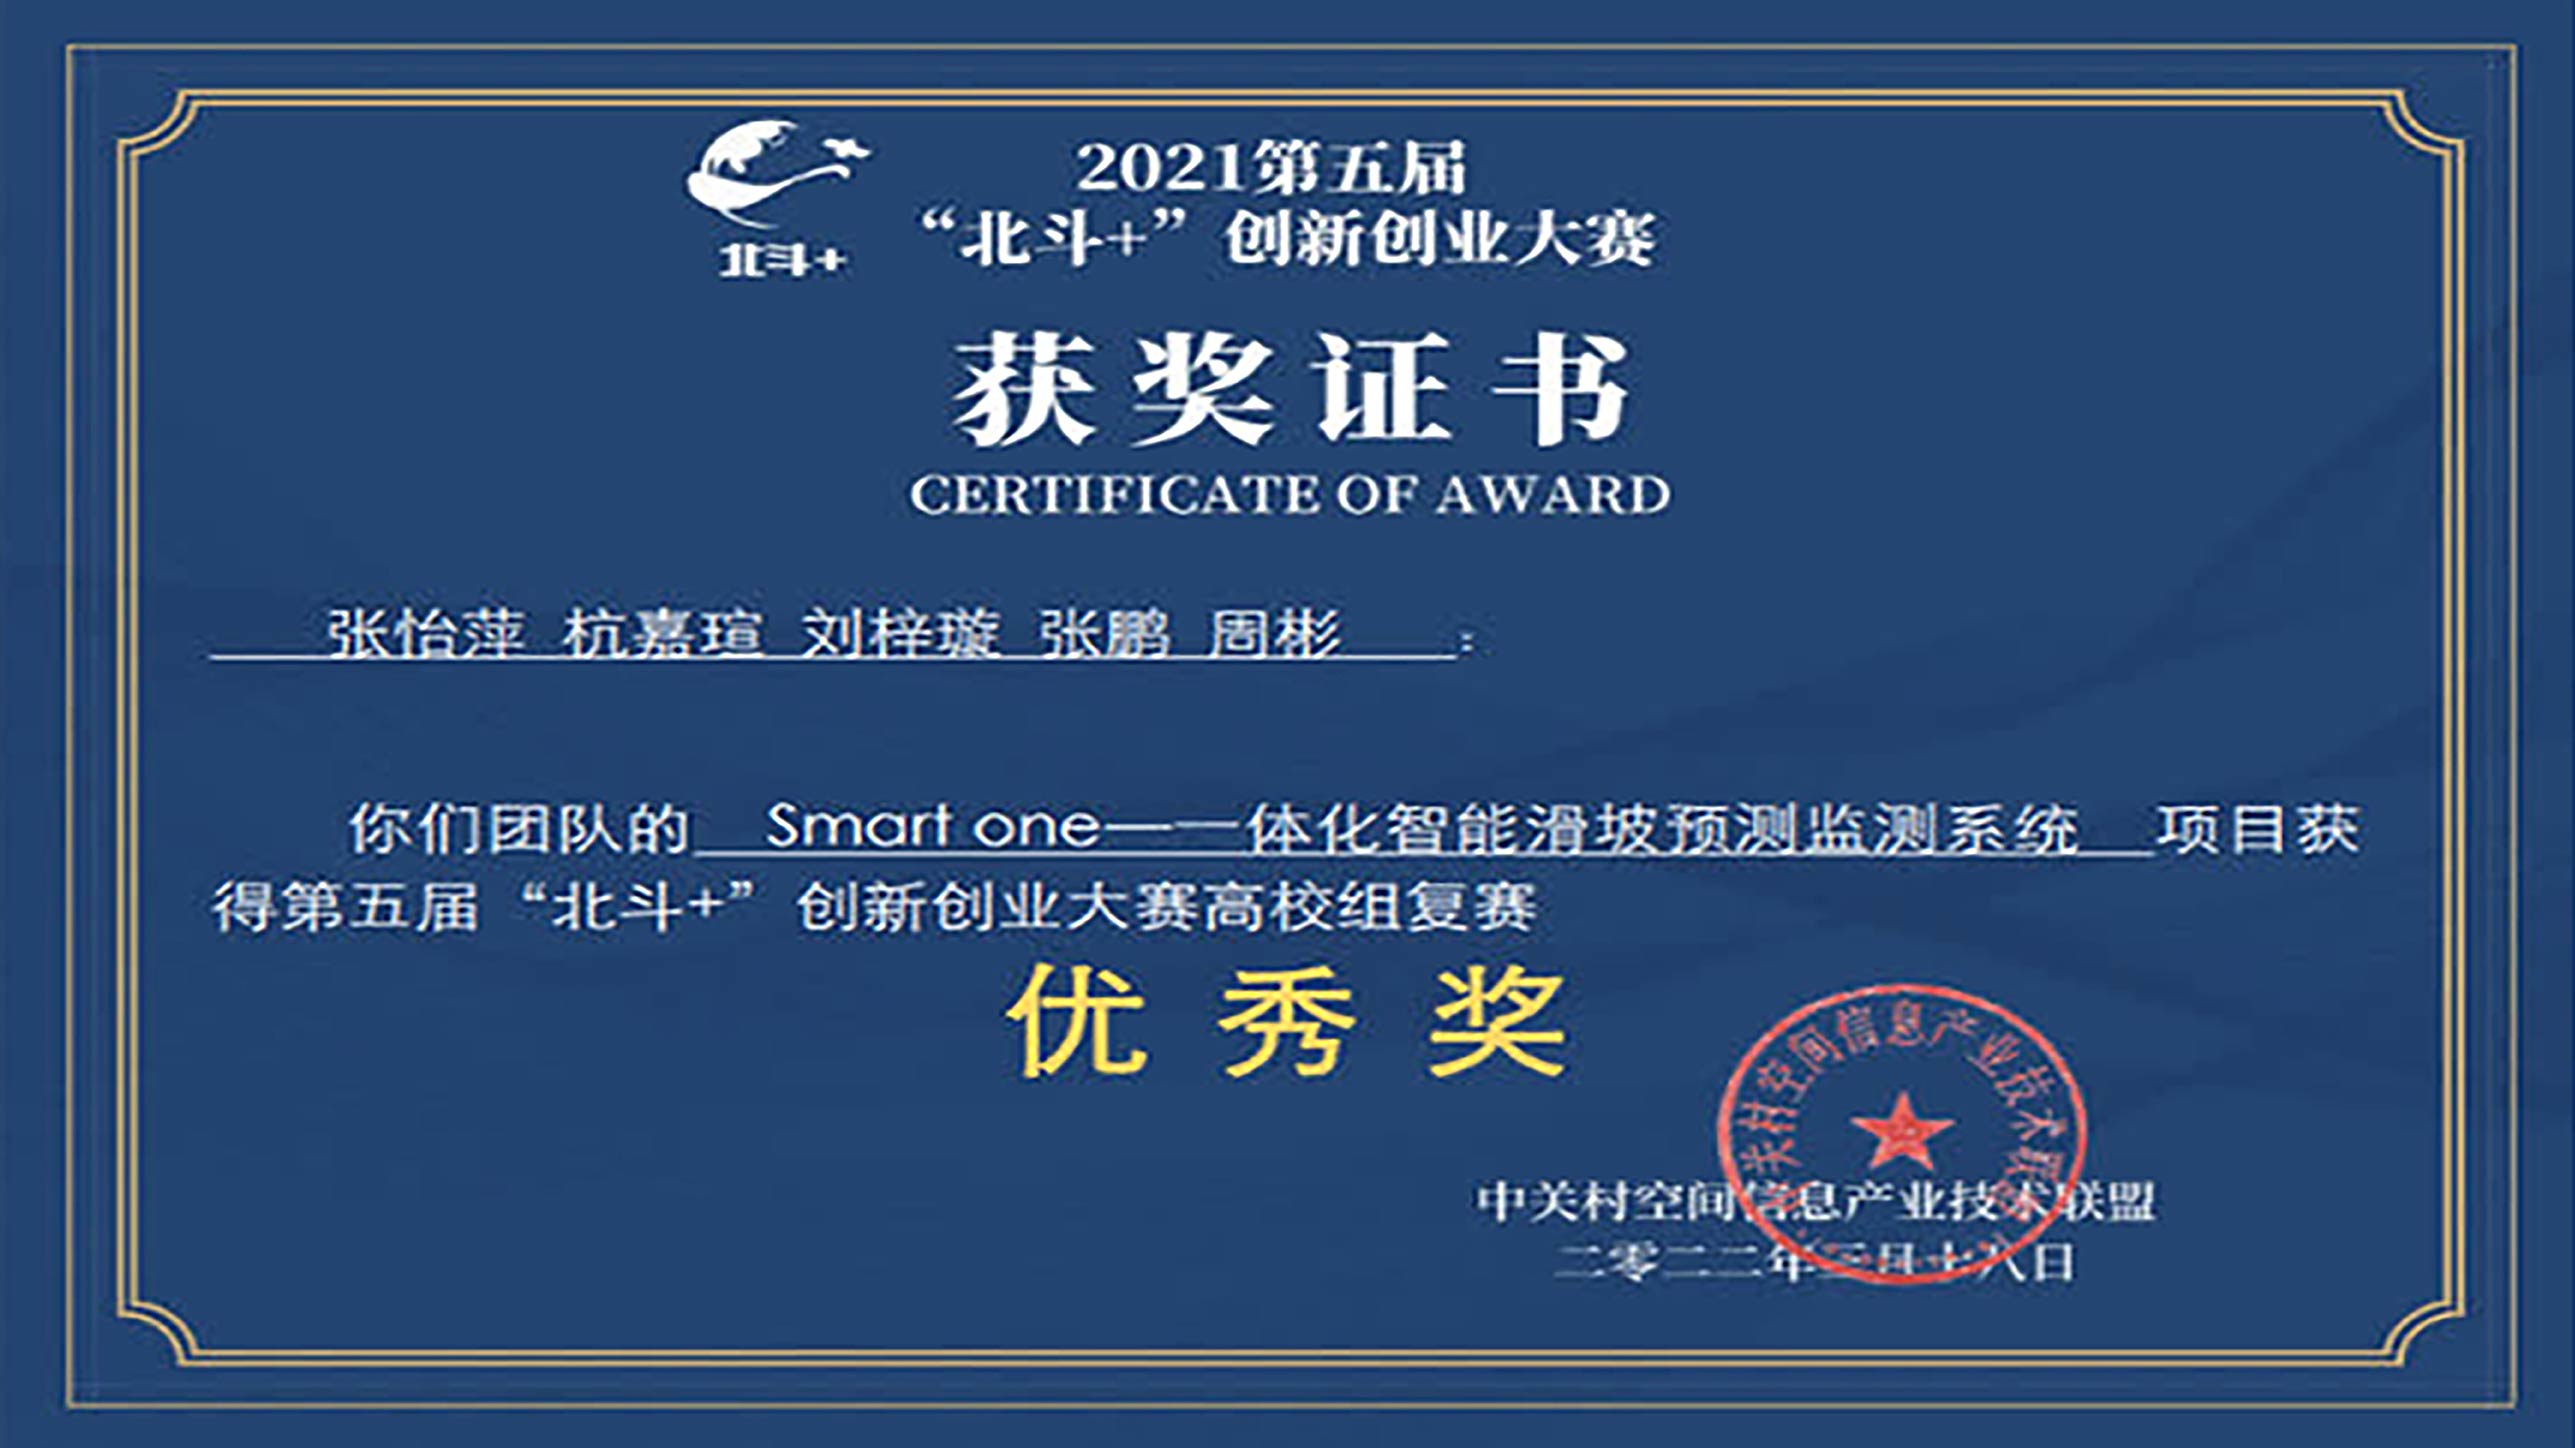 北斗+
2021第五届
“北斗+”创新创业大赛
获奖证书
CERTIFICATE OF AWARD
张怡萍 杭嘉瑄 刘梓璇 张鹏 周彬 :
你们团队的 Smart one——一体化智能滑坡预测监测系统 项目获
得第五届“北斗+”创新创业大赛高校组复赛
优秀奖
关村空间信息产业技术联盟
中关村空间信息产业技术联盟
二零二二年三月十八日